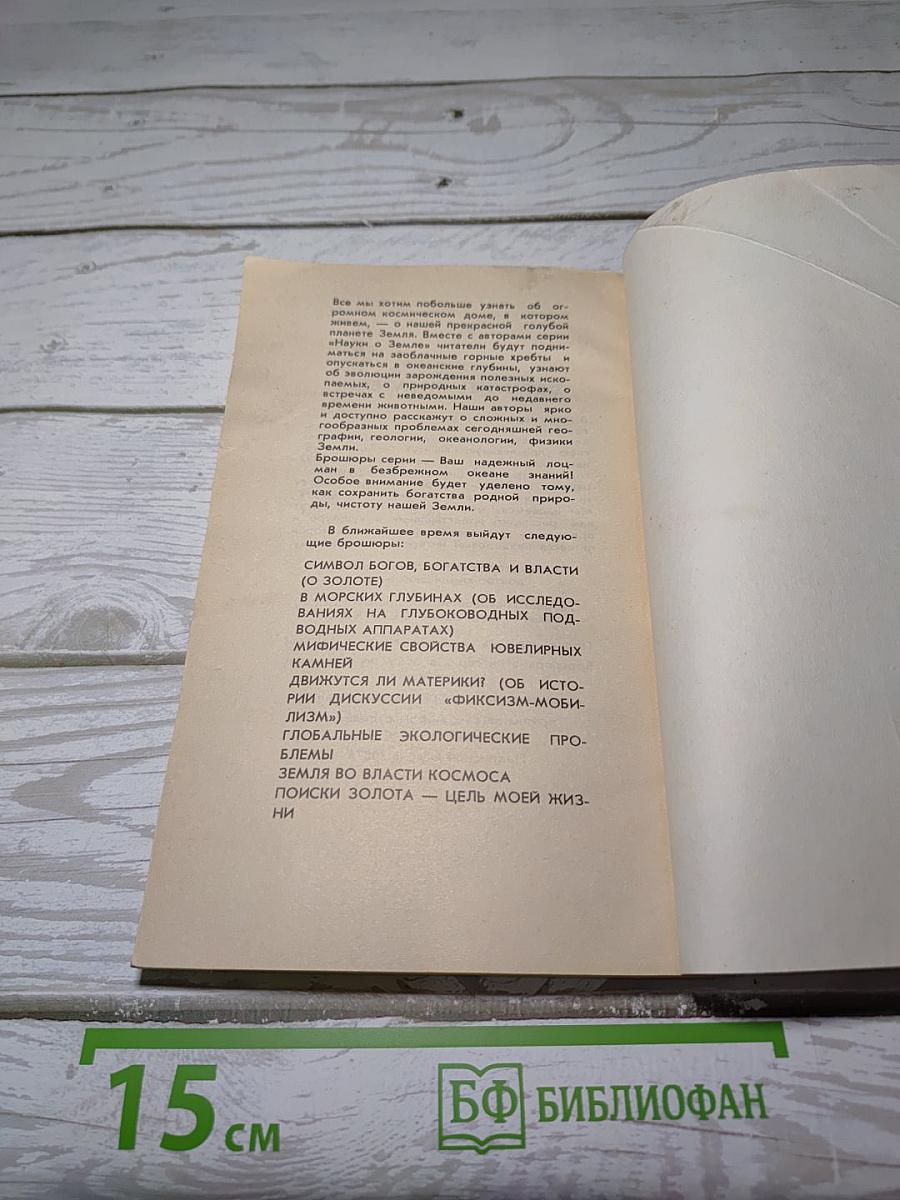 Все мы хотим побольше узнать об ог-
ромном космическом доме, в котором
живем, — о нашей прекрасной голубой
планете Земля. Вместе с авторами серии
«Науки о Земле» читатели будут подни-
маться на заоблачные горные хребты и
опускаться в океанские глубины, узнают
об эволюции зарождения полезных иско-
паемых, о природных катастрофах, о
встречах с неведомыми до недавнего
времени животными. Наши авторы ярко
и доступно расскажут о сложных и мно-
гообразных проблемах сегодняшней гео-
графии, геологии, океанологии, физики
Земли.
Брошюры серии — Ваш надежный лоц-
ман в безбрежном океане знаний!
Особое внимание будет уделено тому,
как сохранить богатства родной приро-
ды, чистоту нашей Земли.
В ближайшее время выйдут следую-
щие брошюры:
СИМВОЛ БОГОВ, БОГАТСТВА И ВЛАСТИ
(О ЗОЛОТЕ)
В МОРСКИХ ГЛУБИНАХ (ОБ ИССЛЕДО-
ВАНИЯХ НА ГЛУБОКОВОДНЫХ ПОД-
ВОДНЫХ АППАРАТАХ)
МИФИЧЕСКИЕ СВОЙСТВА ЮВЕЛИРНЫХ
КАМНЕЙ
ДВИЖУТСЯ ЛИ МАТЕРИКИ? (ОБ ИСТО-
РИИ ДИСКУССИИ «ФИКСИЗМ-МОБИ-
ЛИЗМ»)
ГЛОБАЛЬНЫЕ ЭКОЛОГИЧЕСКИЕ ПРО-
БЛЕМЫ
ЗЕМЛЯ ВО ВЛАСТИ КОСМОСА
ПОИСКИ ЗОЛОТА — ЦЕЛЬ МОЕЙ ЖИЗ-
НИ
15 см
БФ БИБЛИОФАН